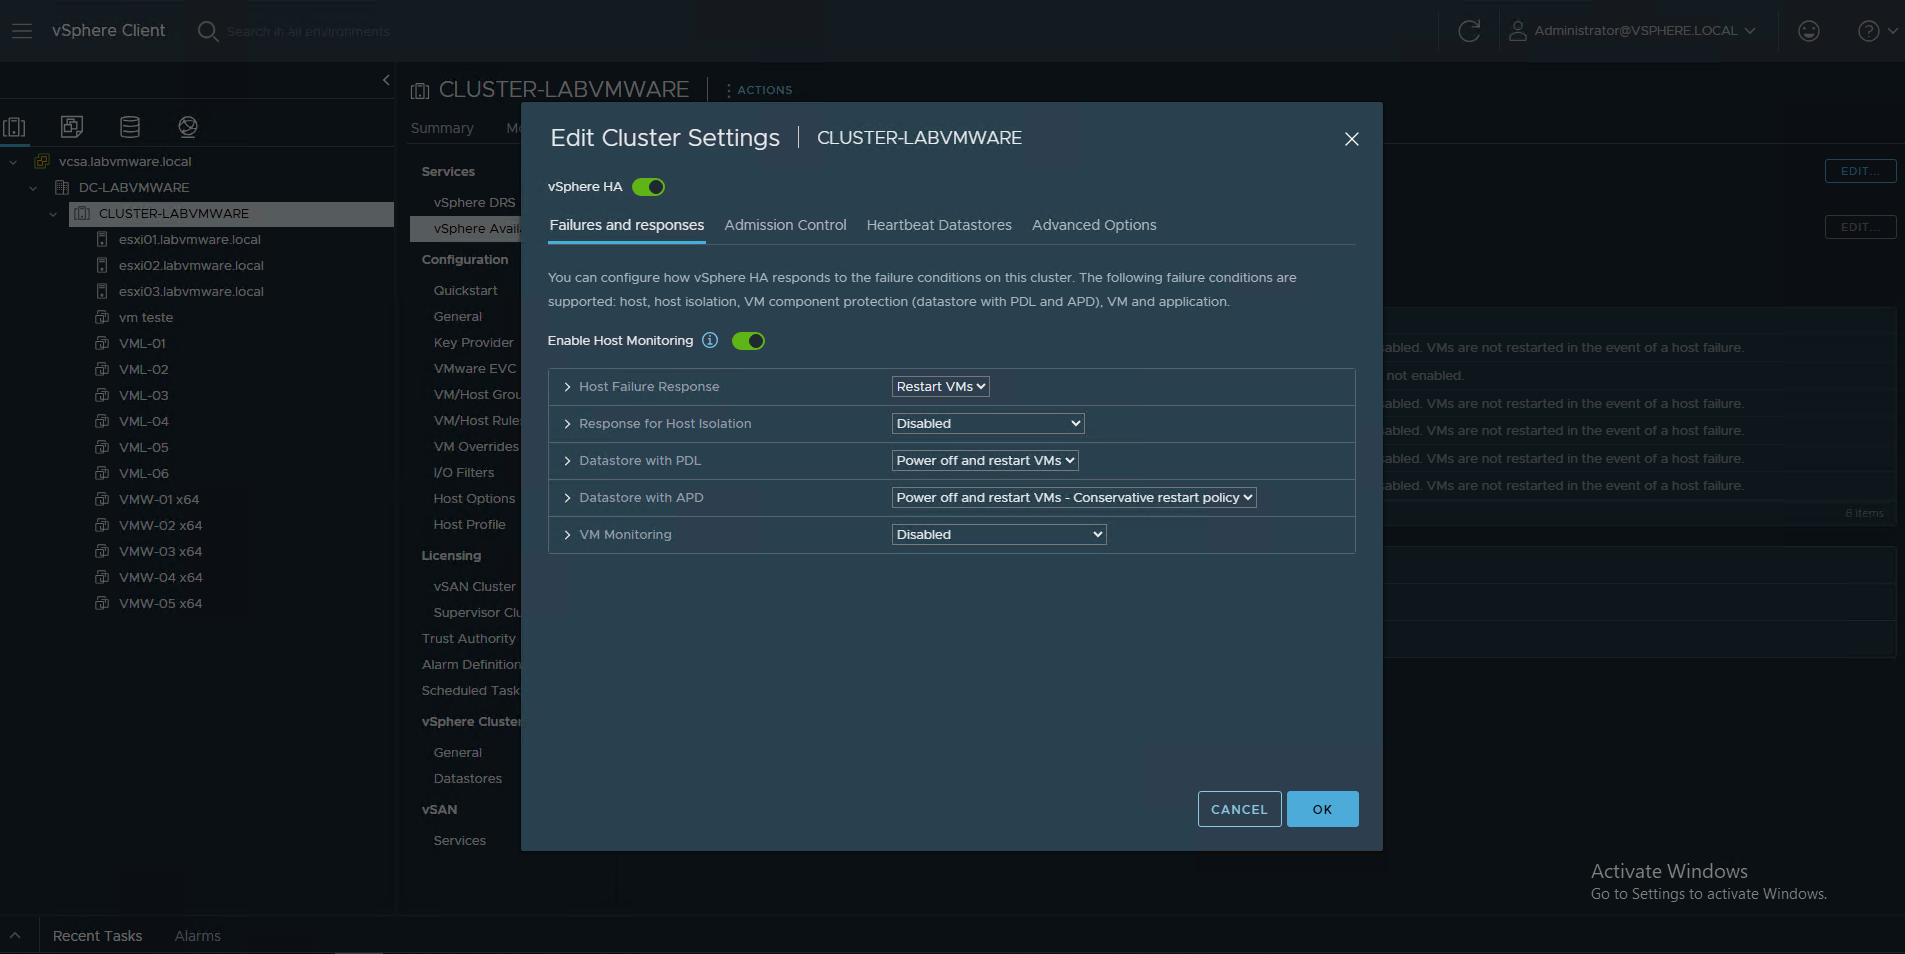 vSphere Client
Search in all environments
Administrator@VSPHERE.LOCAL
vcsa.labvmware.local
DC-LABVMWARE
CLUSTER-LABVMWARE
esxi01.labvmware.local
esxi02.labvmware.local
esxi03.labvmware.local
vm teste
VML-01
VML-02
VML-03
VML-04
VML-05
VML-06
VMW-01 x64
VMW-02 x64
VMW-03 x64
VMW-04 x64
VMW-05 x64
CLUSTER-LABVMWARE
ACTIONS
Summary
Services
vSphere DRS
vSphere Avail
Configuration
Quickstart
General
Key Provider
VMware EVC
VM/Host Grou
VM/Host Rule
VM Overrides
I/O Filters
Host Options
Host Profile
Licensing
vSAN Cluster
Supervisor Clu
Trust Authority
Alarm Definition
Scheduled Task
vSphere Cluster
General
Datastores
vSAN
Services
Edit Cluster Settings | CLUSTER-LABVMWARE
vSphere HA
Failures and responses Admission Control Heartbeat Datastores Advanced Options
You can configure how vSphere HA responds to the failure conditions on this cluster. The following failure conditions are
supported: host, host isolation, VM component protection (datastore with PDL and APD), VM and application.
Enable Host Monitoring
Host Failure Response Restart VMs
Response for Host Isolation Disabled
Datastore with PDL Power off and restart VMs
Datastore with APD Power off and restart VMs - Conservative restart policy
VM Monitoring Disabled
CANCEL OK
EDIT...
EDIT...
abled. VMs are not restarted in the event of a host failure.
not enabled.
abled. VMs are not restarted in the event of a host failure.
abled. VMs are not restarted in the event of a host failure.
abled. VMs are not restarted in the event of a host failure.
abled. VMs are not restarted in the event of a host failure.
6 items
Activate Windows
Go to Settings to activate Windows.
Recent Tasks Alarms